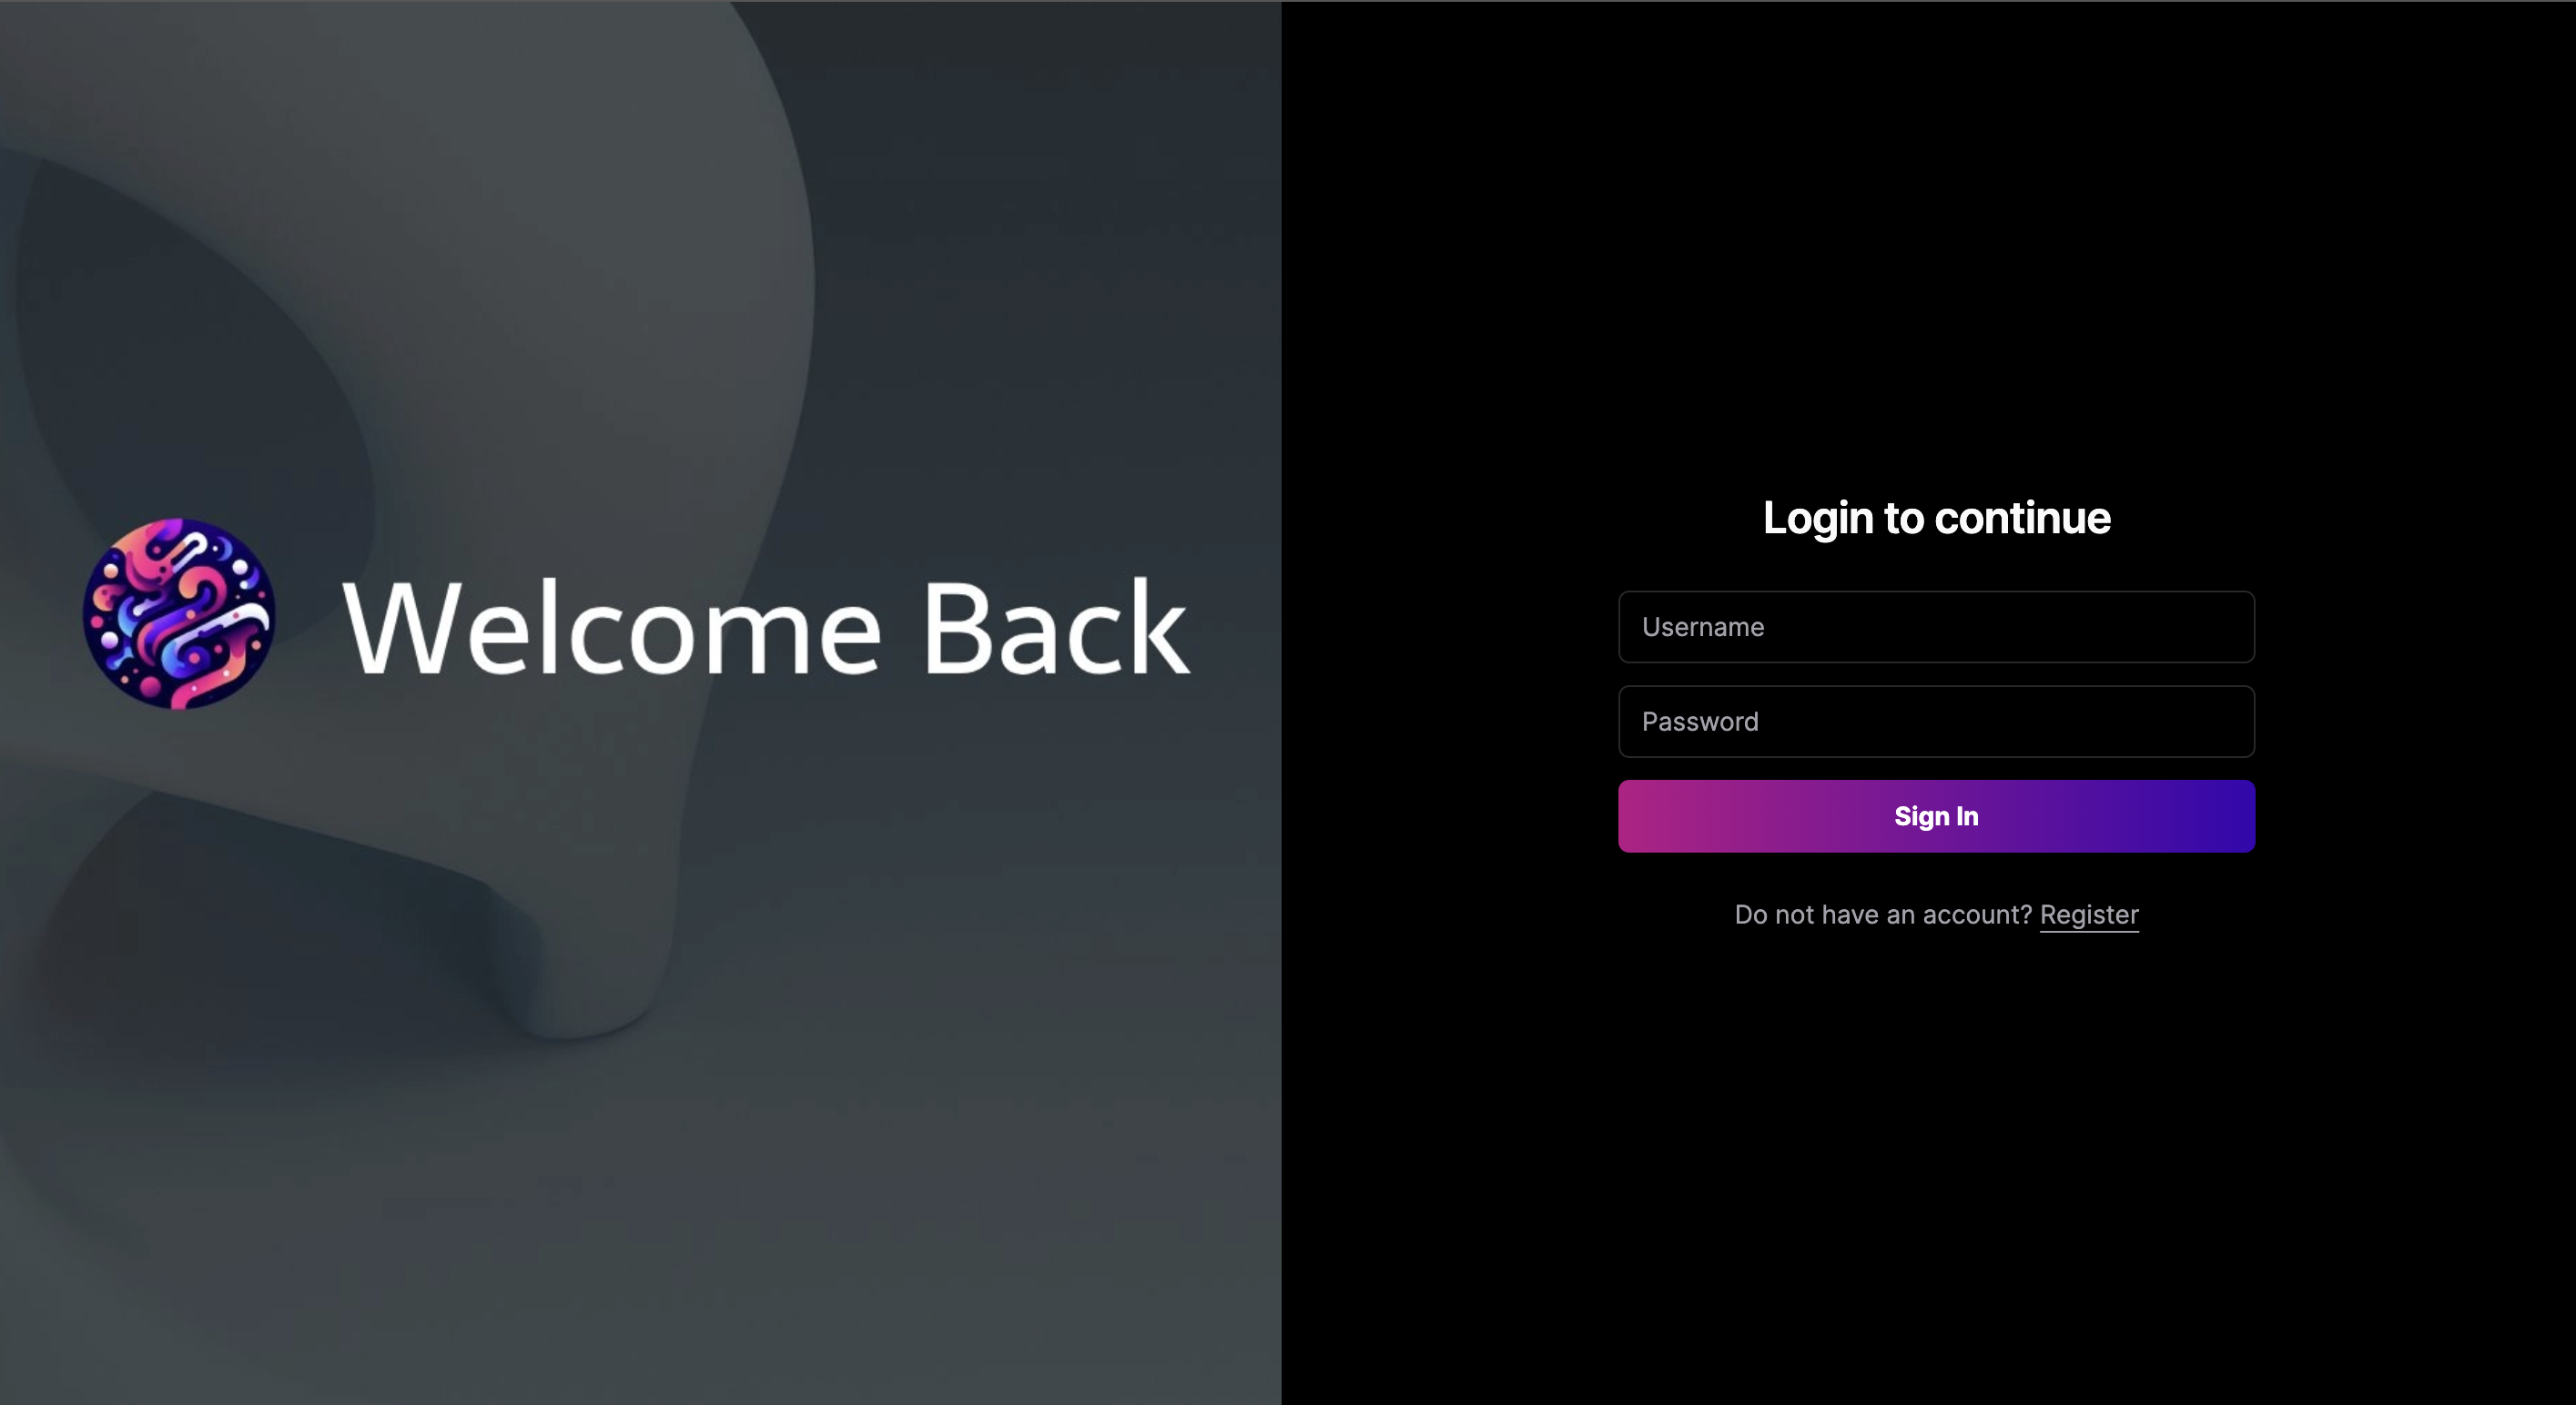 Welcome Back
Login to continue
Username
Password
Sign In
Do not have an account? Register